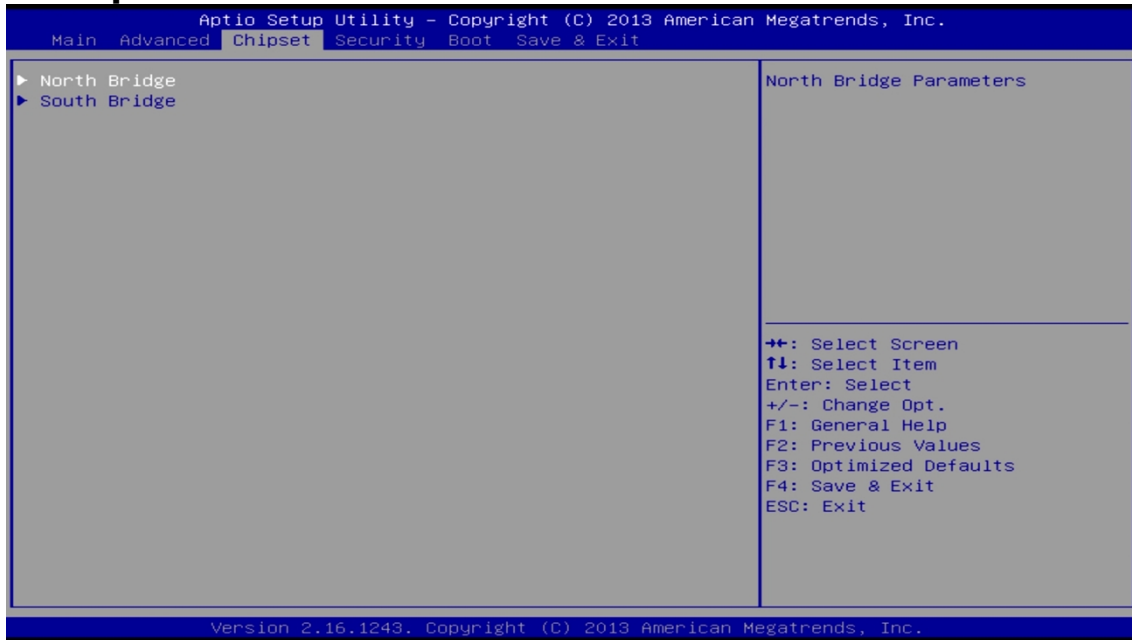 Aptio Setup Utility – Copyright (C) 2013 American Megatrends, Inc.
Main Advanced Chipset Security Boot Save & Exit
▶ North Bridge
▶ South Bridge
North Bridge Parameters
→←: Select Screen
↑↓: Select Item
Enter: Select
+/-: Change Opt.
F1: General Help
F2: Previous Values
F3: Optimized Defaults
F4: Save & Exit
ESC: Exit
Version 2.16.1243. Copyright (C) 2013 American Megatrends, Inc.